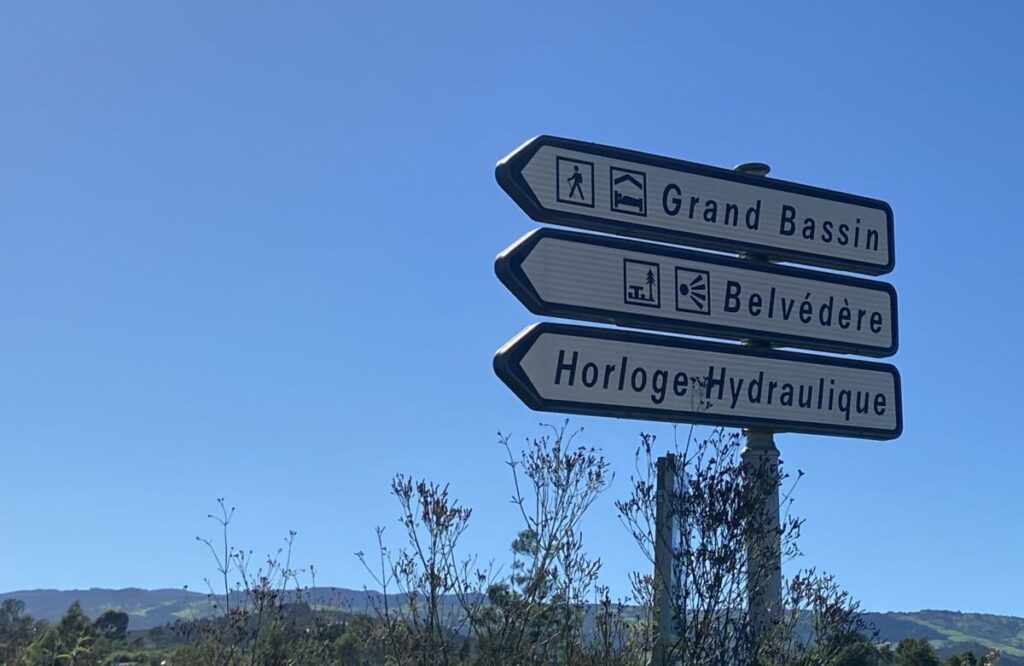 Grand Bassin
Belvédère
Horloge Hydraulique